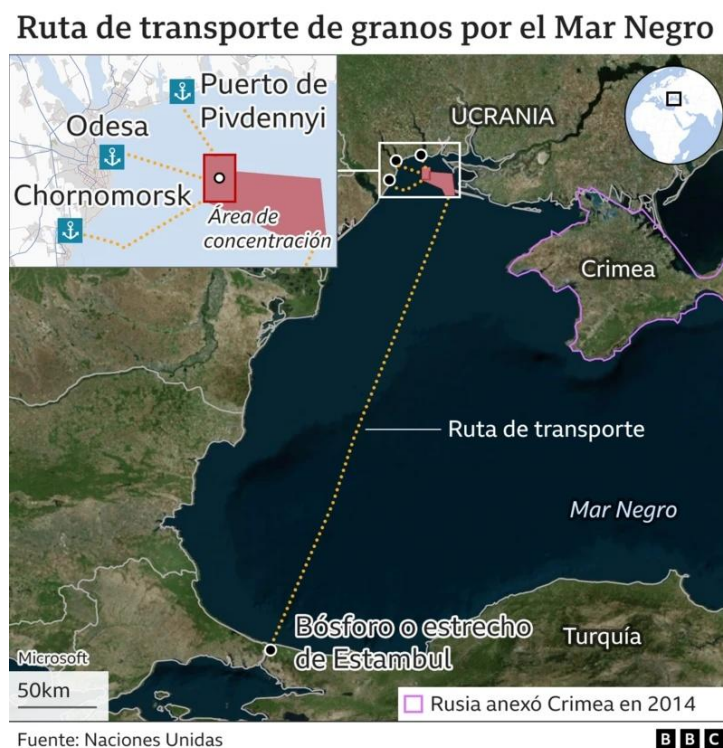 Ruta de transporte de granos por el Mar Negro
Puerto de
Pivdennyi
Odesa
Chornomorsk
Área de
concentración
UCRANIA
Crimea
Ruta de transporte
Mar Negro
Bósforo o estrecho
de Estambul
Turquía
Microsoft
50km
Rusia anexó Crimea en 2014
Fuente: Naciones Unidas
BBC